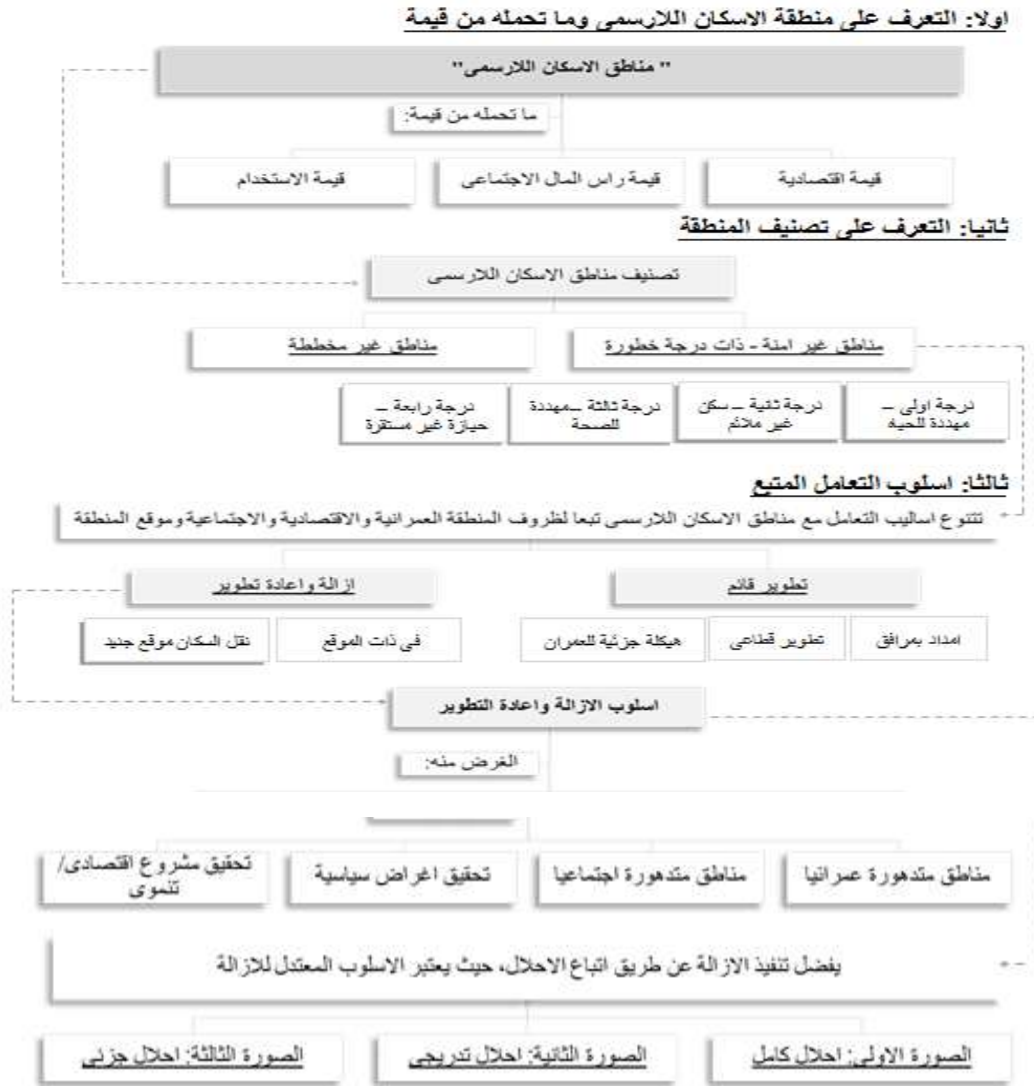 اولا: التعرف على منطقة الاسكان اللارسمى وما تحمله من قيمة
" مناطق الاسكان اللارسمى"
ما تحمله من قيمة:
قيمة اقتصادية
قيمة راس المال الاجتماعى
قيمة الاستخدام
ثانيا: التعرف على تصنيف المنطقة
تصنيف مناطق الاسكان اللارسمى
مناطق غير امنة - ذات درجة خطورة
مناطق غير مخططة
درجة اولى –
مهددة للحياه
درجة ثانية – سكن
غير ملائم
درجة ثالثة – مهددة
للصحة
درجة رابعة –
حيازة غير مستقرة
ثالثا: اسلوب التعامل المتبع
تتنوع اساليب التعامل مع مناطق الاسكان اللارسمى تبعا لظروف المنطقة العمرانية والاقتصادية والاجتماعية وموقع المنطقة
تطوير قائم
ازالة واعادة تطوير
امداد بمرافق
تطوير قطاعى
هيكلة جزئية للعمران
فى ذات الموقع
نقل السكان موقع جديد
اسلوب الازالة واعادة التطوير
الغرض منه:
مناطق متدهورة عمرانيا
مناطق متدهورة اجتماعيا
تحقيق اغراض سياسية
تحقيق مشروع اقتصادى/
تنموى
يفضل تنفيذ الازالة عن طريق اتباع الاحلال، حيث يعتبر الاسلوب المعتدل للازالة
الصورة الاولى: احلال كامل
الصورة الثانية: احلال تدريجى
الصورة الثالثة: احلال جزئى